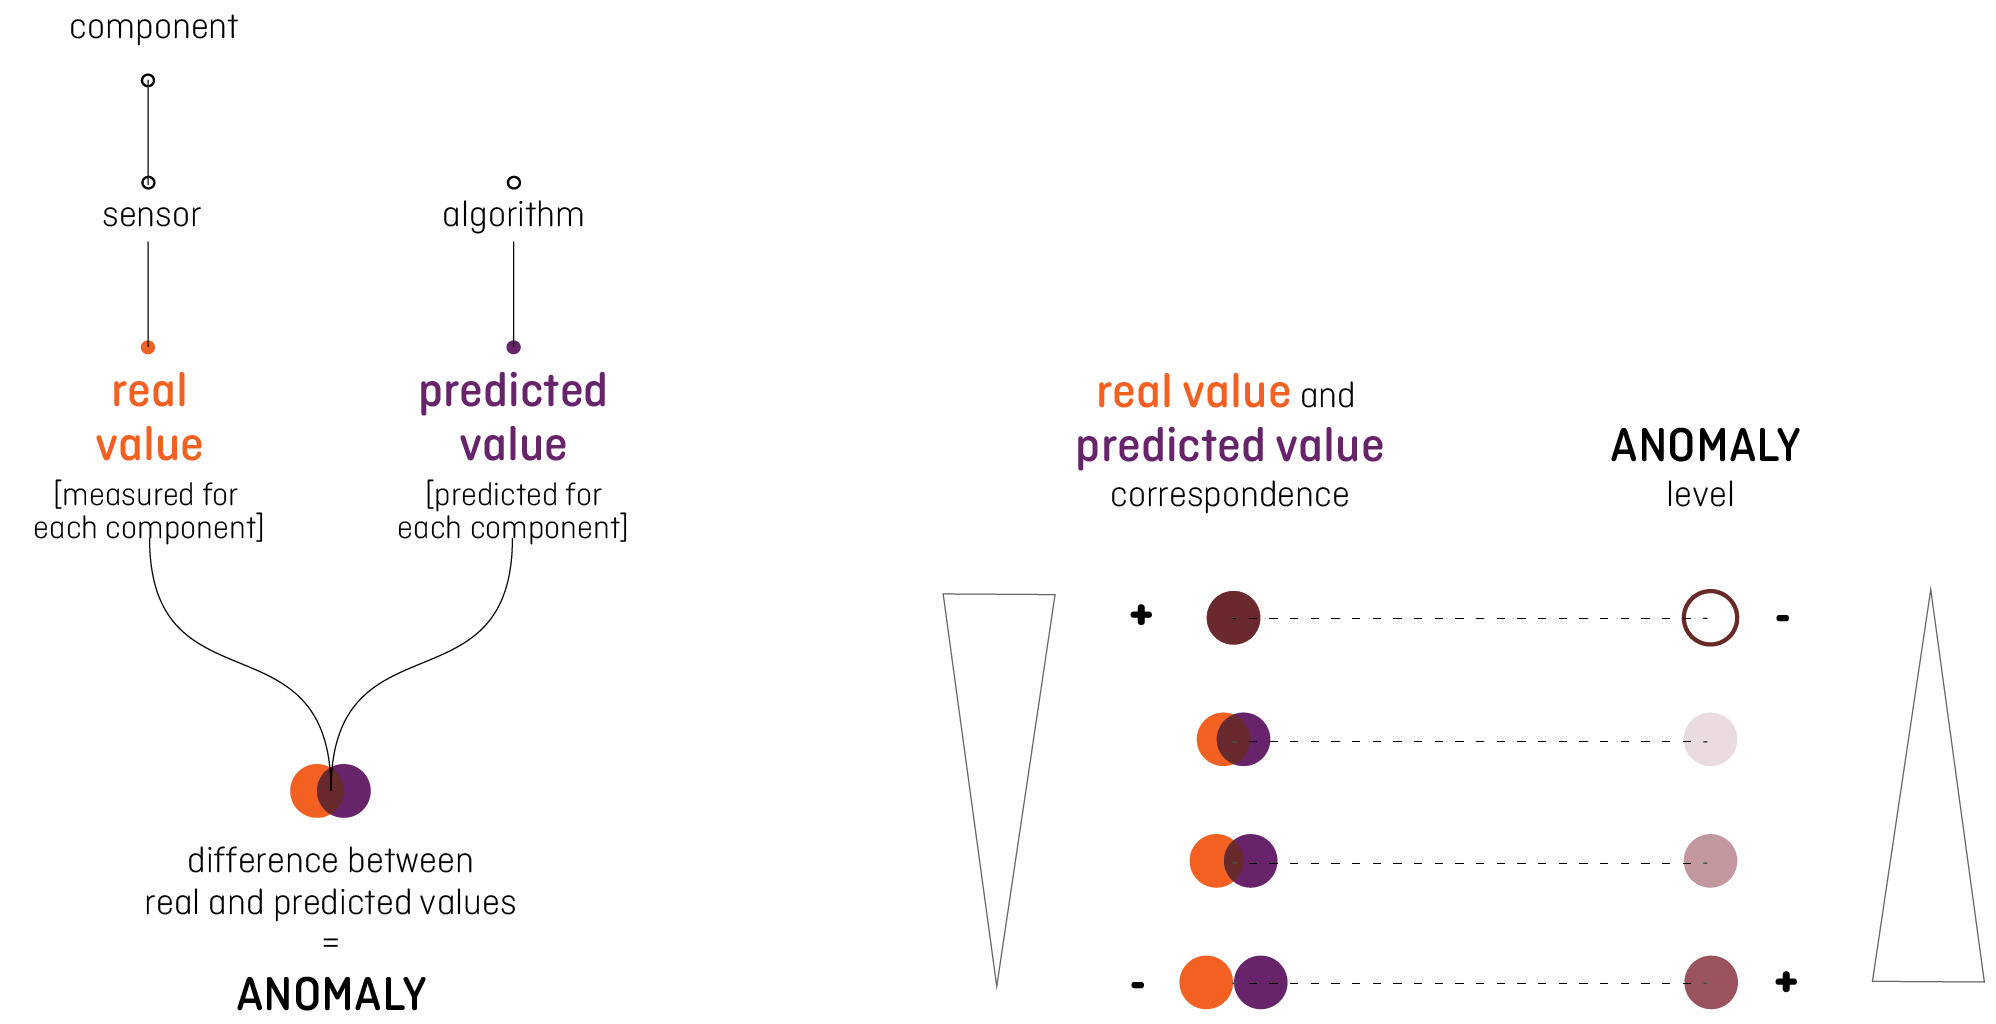 component
sensor
algorithm
real
value
[measured for
each component]
predicted
value
[predicted for
each component]
difference between
real and predicted values
=
ANOMALY
real value and
predicted value
correspondence
ANOMALY
level
+
-
-
+